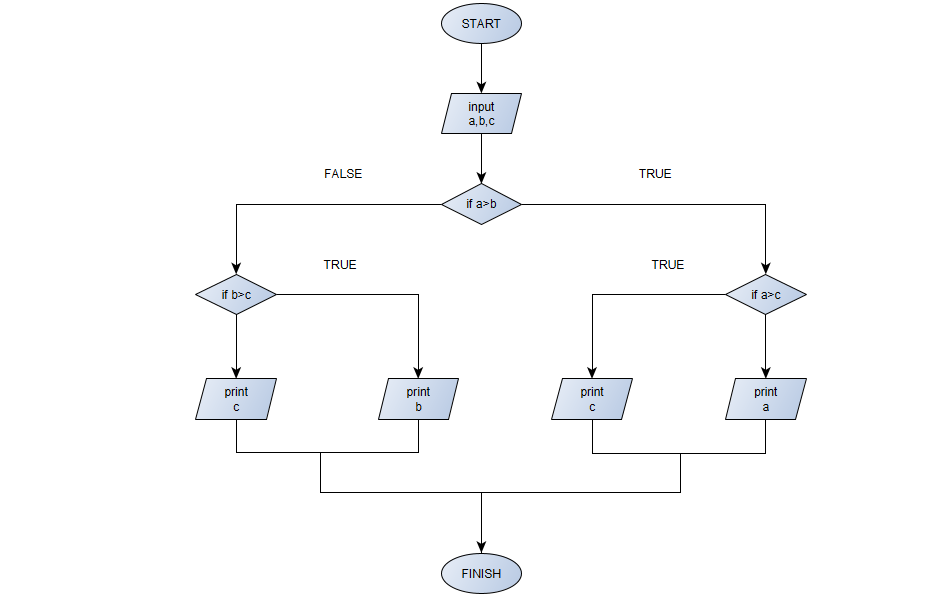 START
input
a,b,c
FALSE
TRUE
if a>b
TRUE
TRUE
if b>c
if a>c
print
c
print
b
print
c
print
a
FINISH